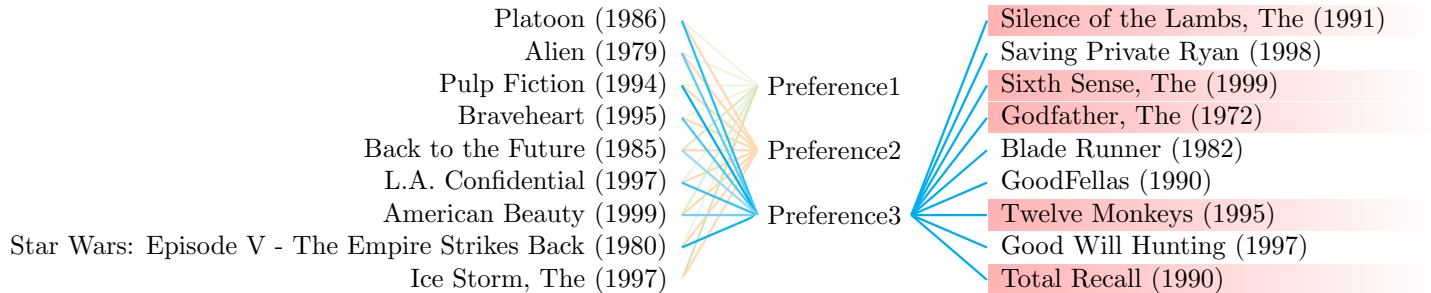 Platoon (1986)
Alien (1979)
Pulp Fiction (1994)
Braveheart (1995)
Back to the Future (1985)
L.A. Confidential (1997)
American Beauty (1999)
Star Wars: Episode V - The Empire Strikes Back (1980)
Ice Storm, The (1997)
Preference1
Preference2
Preference3
Silence of the Lambs, The (1991)
Saving Private Ryan (1998)
Sixth Sense, The (1999)
Godfather, The (1972)
Blade Runner (1982)
GoodFellas (1990)
Twelve Monkeys (1995)
Good Will Hunting (1997)
Total Recall (1990)